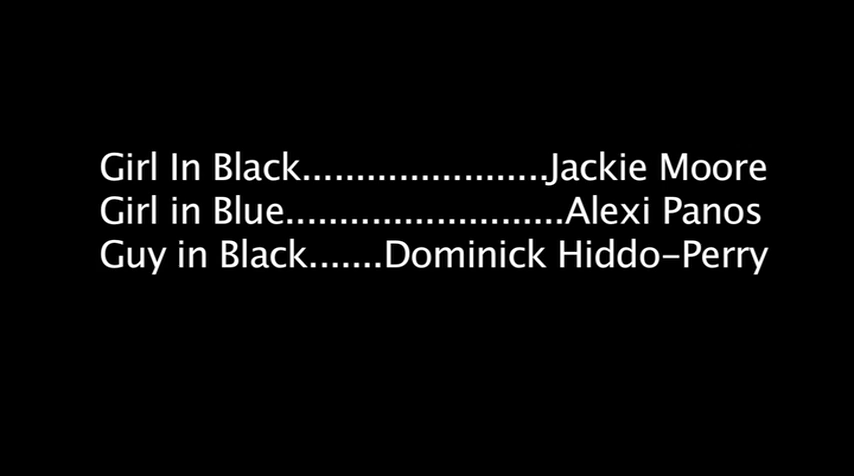 Girl In Black.......................Jackie Moore
Girl in Blue..........................Alexi Panos
Guy in Black.......Dominick Hiddo-Perry